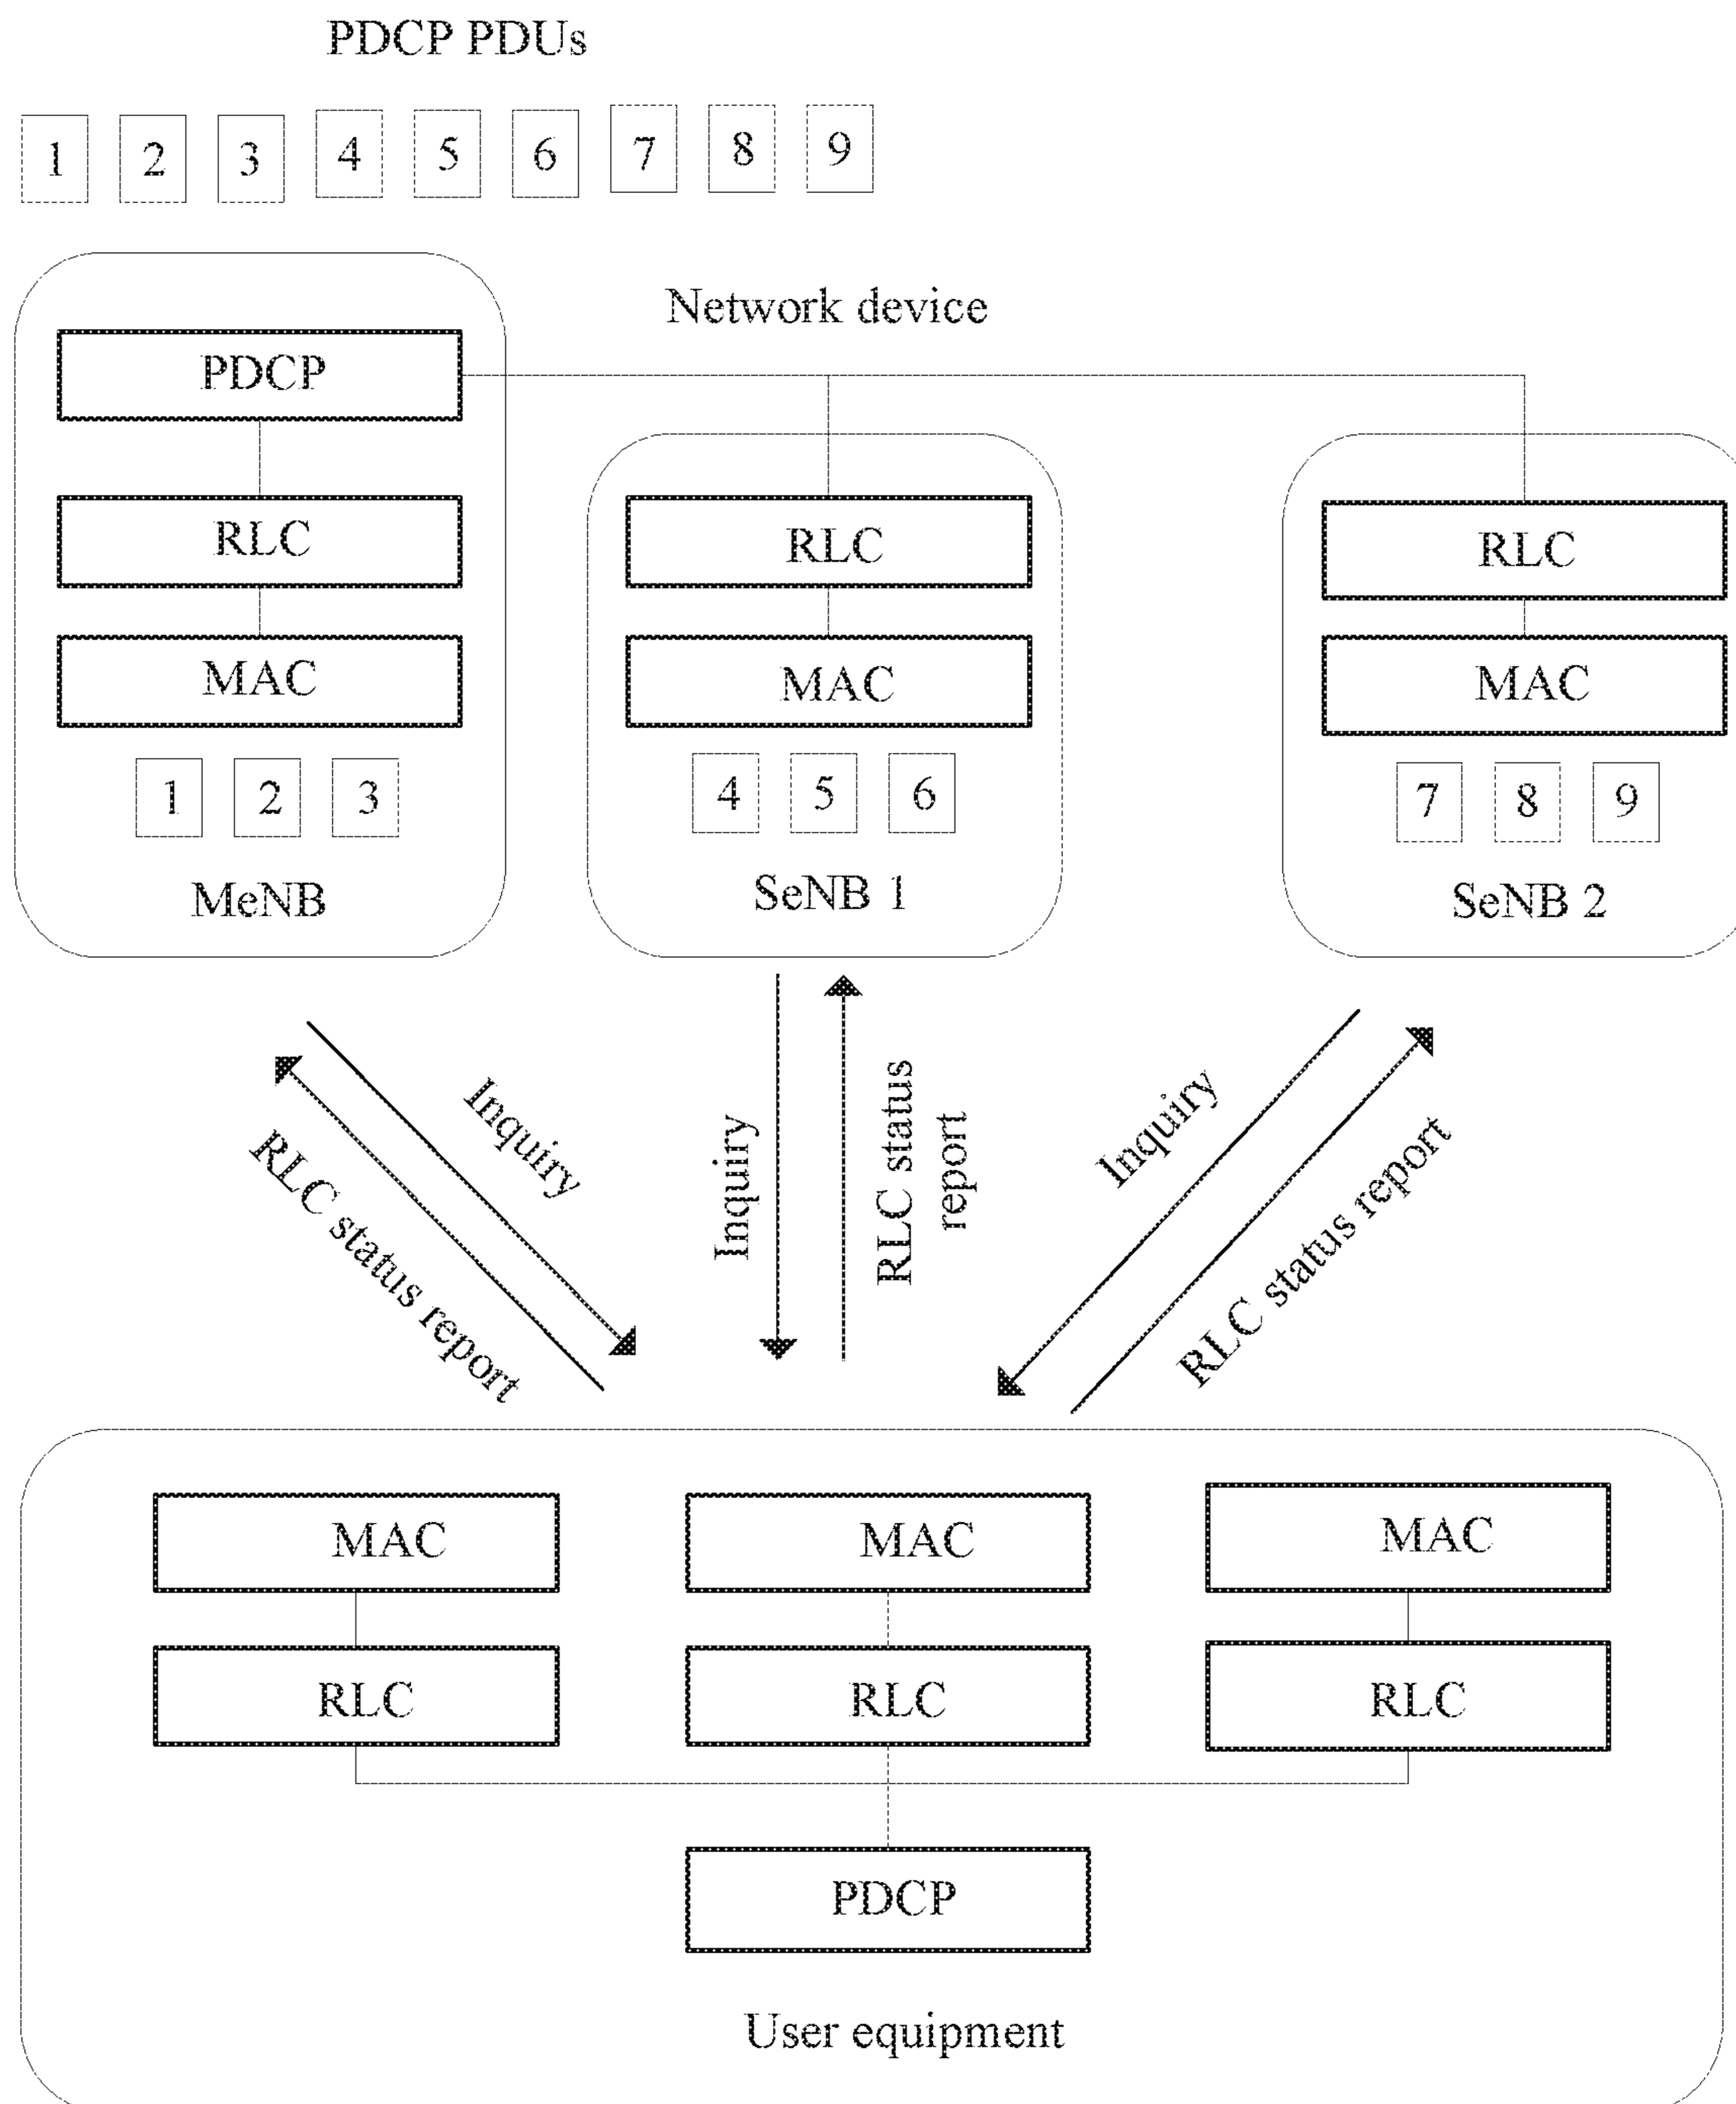 PDCP PDUs
1 2 3 4 5 6 7 8 9
Network device
PDCP
RLC
MAC
1 2 3
MeNB
RLC
MAC
4 5 6
SeNB 1
RLC
MAC
7 8 9
SeNB 2
Inquiry
RLC status report
Inquiry
RLC status
report
Inquiry
RLC status report
MAC
MAC
MAC
RLC
RLC
RLC
PDCP
User equipment